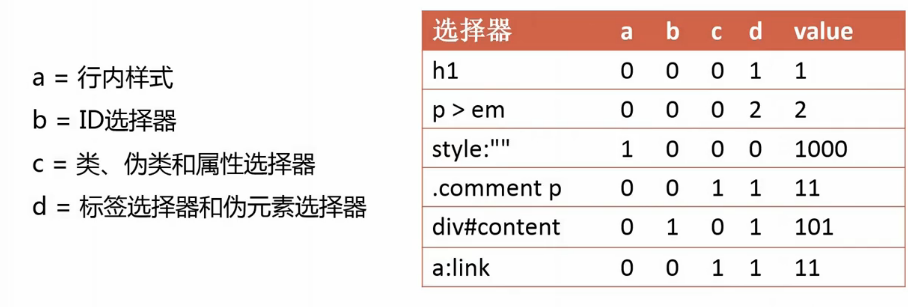 a = 行内样式
b = ID选择器
c = 类、伪类和属性选择器
d = 标签选择器和伪元素选择器
选择器 a b c d value
h1 0 0 0 1 1
p > em 0 0 0 2 2
style:"" 1 0 0 0 1000
.comment p 0 0 1 1 11
div#content 0 1 0 1 101
a:link 0 0 1 1 11